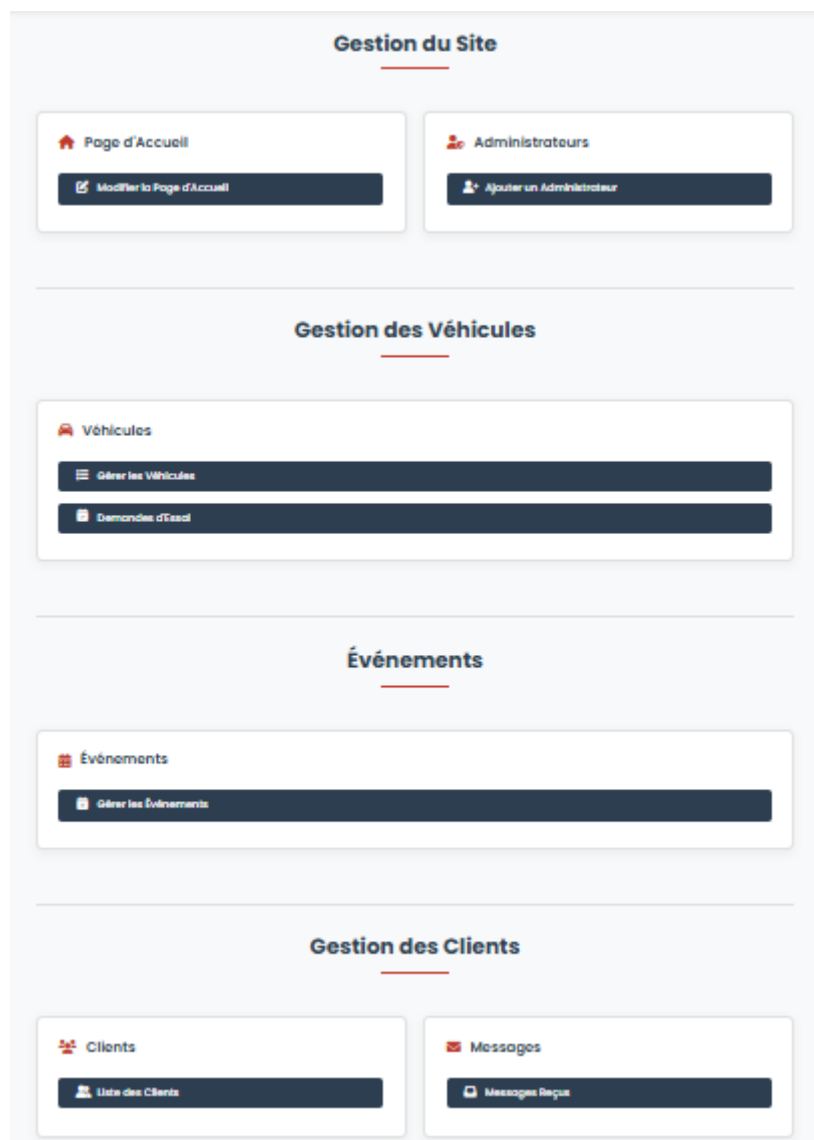 Gestion du Site
Page d'Accueil
Administrateurs
Modifier la Page d'Accueil
Ajouter un Administrateur
Gestion des Véhicules
Véhicules
Gérer les Véhicules
Demandes d'Essai
Événements
Événements
Gérer les Événements
Gestion des Clients
Clients
Messages
Liste des Clients
Messages Reçus